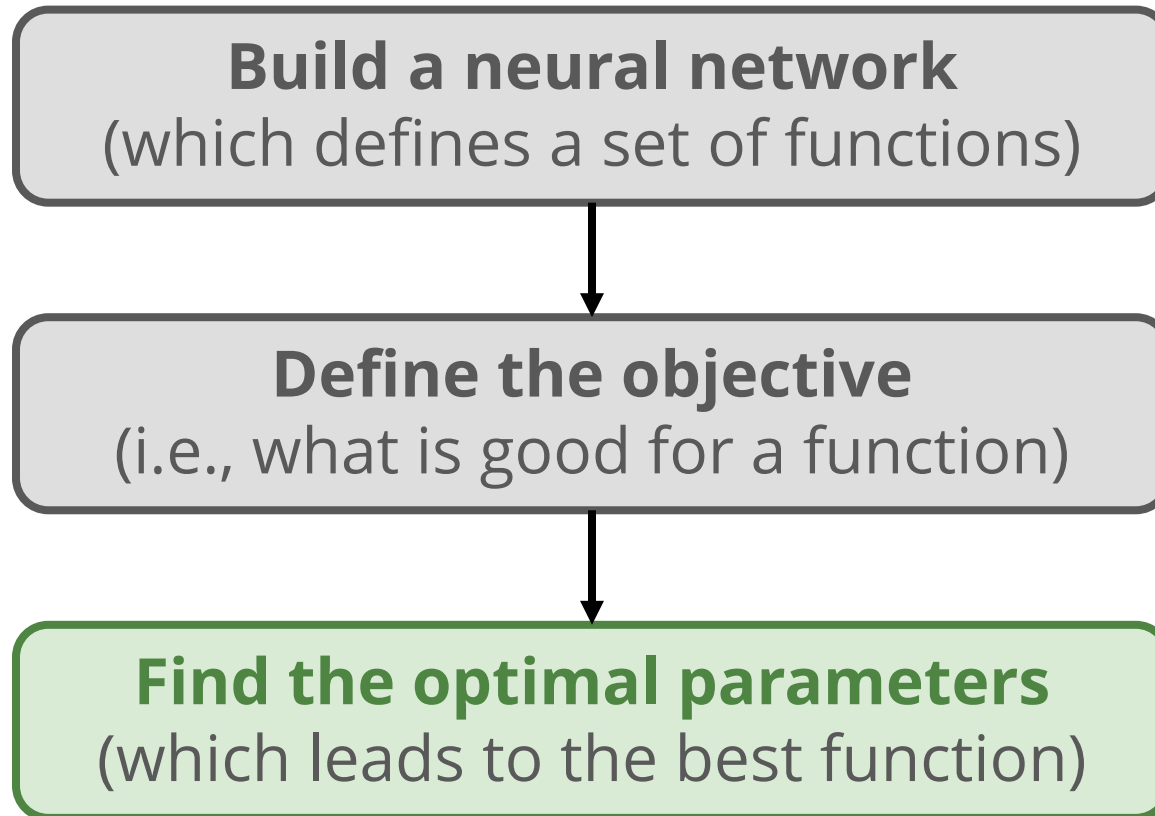 Build a neural network
(which defines a set of functions)
Define the objective
(i.e., what is good for a function)
Find the optimal parameters
(which leads to the best function)